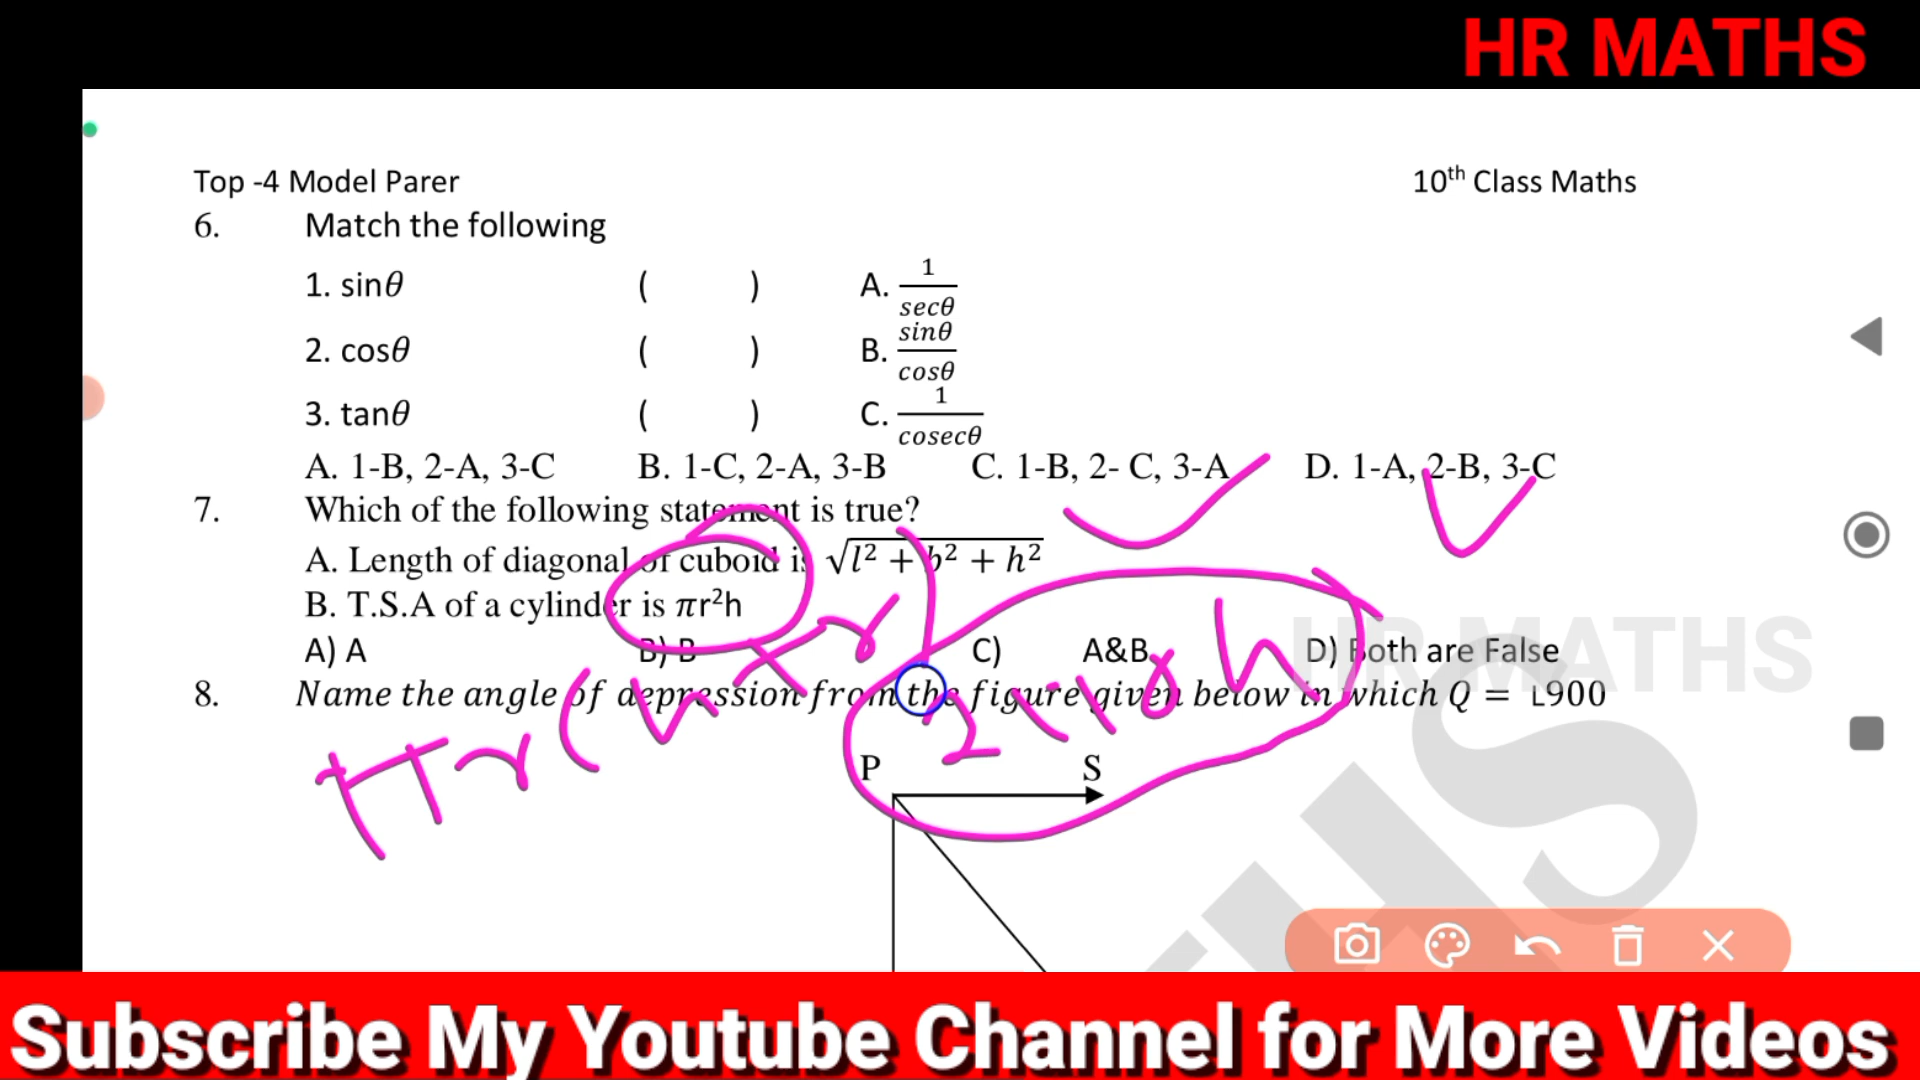 HR MATHS
Top -4 Model Parer 10th Class Maths
6. Match the following
1. sinθ ( ) A. 1/secθ
2. cosθ ( ) B. sinθ/cosθ
3. tanθ ( ) C. 1/cosecθ
A. 1-B, 2-A, 3-C B. 1-C, 2-A, 3-B C. 1-B, 2- C, 3-A D. 1-A, 2-B, 3-C
7. Which of the following statement is true?
A. Length of diagonal of cuboid is √l² + b² + h²
B. T.S.A of a cylinder is πr²h
A) A B) B C) A&B D) Both are False
HR MATHS
8. Name the angle of depression from the figure given below in which Q = ⌊900
P S
HS
Subscribe My Youtube Channel for More Videos